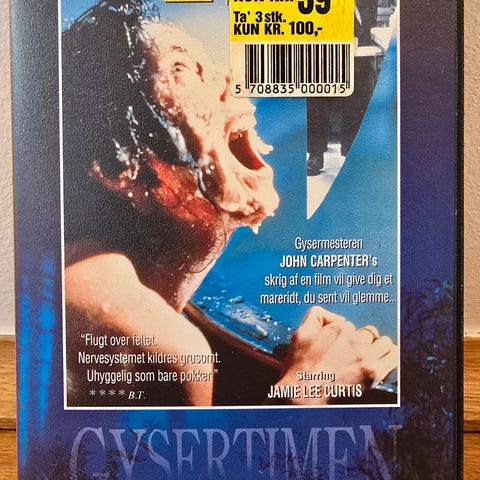 Ta' 3 stk.
KUN KR. 100,-
5 708835 000015
Gysermesteren
JOHN CARPENTER's
skrig af en film vil give dig et
mareridt, du sent vil glemme...
"Flugt over feltet.
Nervesystemet kildres grusomt.
Uhyggelig som bare pokker"
**** B.T.
Starring
JAMIE LEE CURTIS
GYSERTIMEN